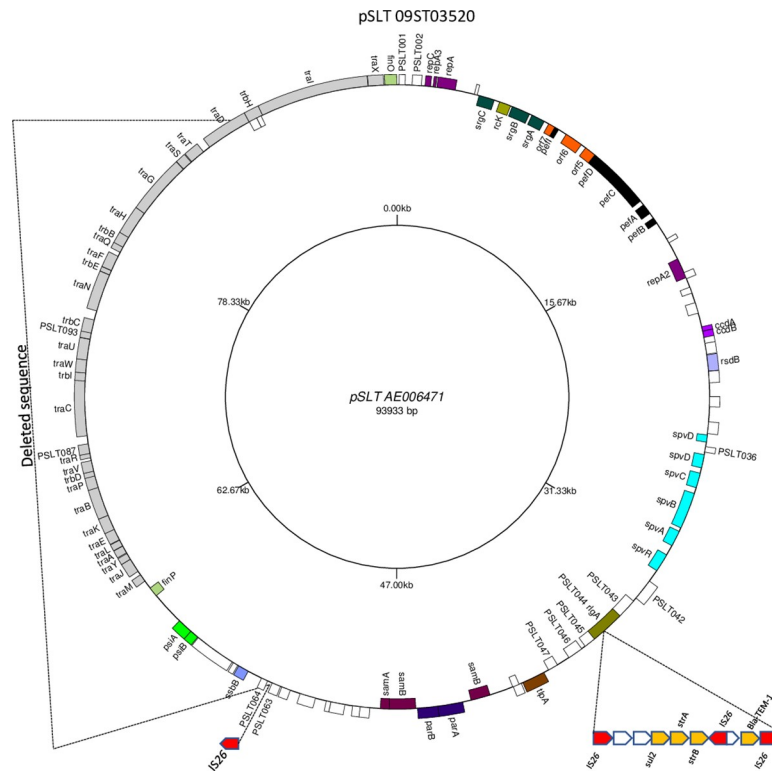 pSLT 09ST03520
finO
PSLT001
PSLT002
repC
repA3
repA
srgC
rcK
srgB
srgA
orf7
pefI
orf6
orf5
pefD
pefC
pefA
pefB
repA2
ccdA
ccdB
rsdB
spvD
PSLT036
spvD
spvC
spvB
spvA
spvR
PSLT042
PSLT043
PSLT044 rlgA
PSLT045
PSLT046
PSLT047
tlpA
samB
parA
parB
samB
samA
PSLT063
PSLT064
ssbB
psiB
psiA
finP
traM
traJ
traY
traA
traL
traE
traK
traB
traP
trbD
traV
traR
PSLT087
traC
trbI
traW
traU
PSLT093
trbC
traN
trbE
traF
traQ
trbB
traH
traG
traS
traT
traD
trbH
traI
traX
0.00kb
15.67kb
31.33kb
47.00kb
62.67kb
78.33kb
pSLT AE006471
93933 bp
Deleted sequence
IS26
IS26
sul2
strA
strB
IS26
Bla-TEM-1
IS26